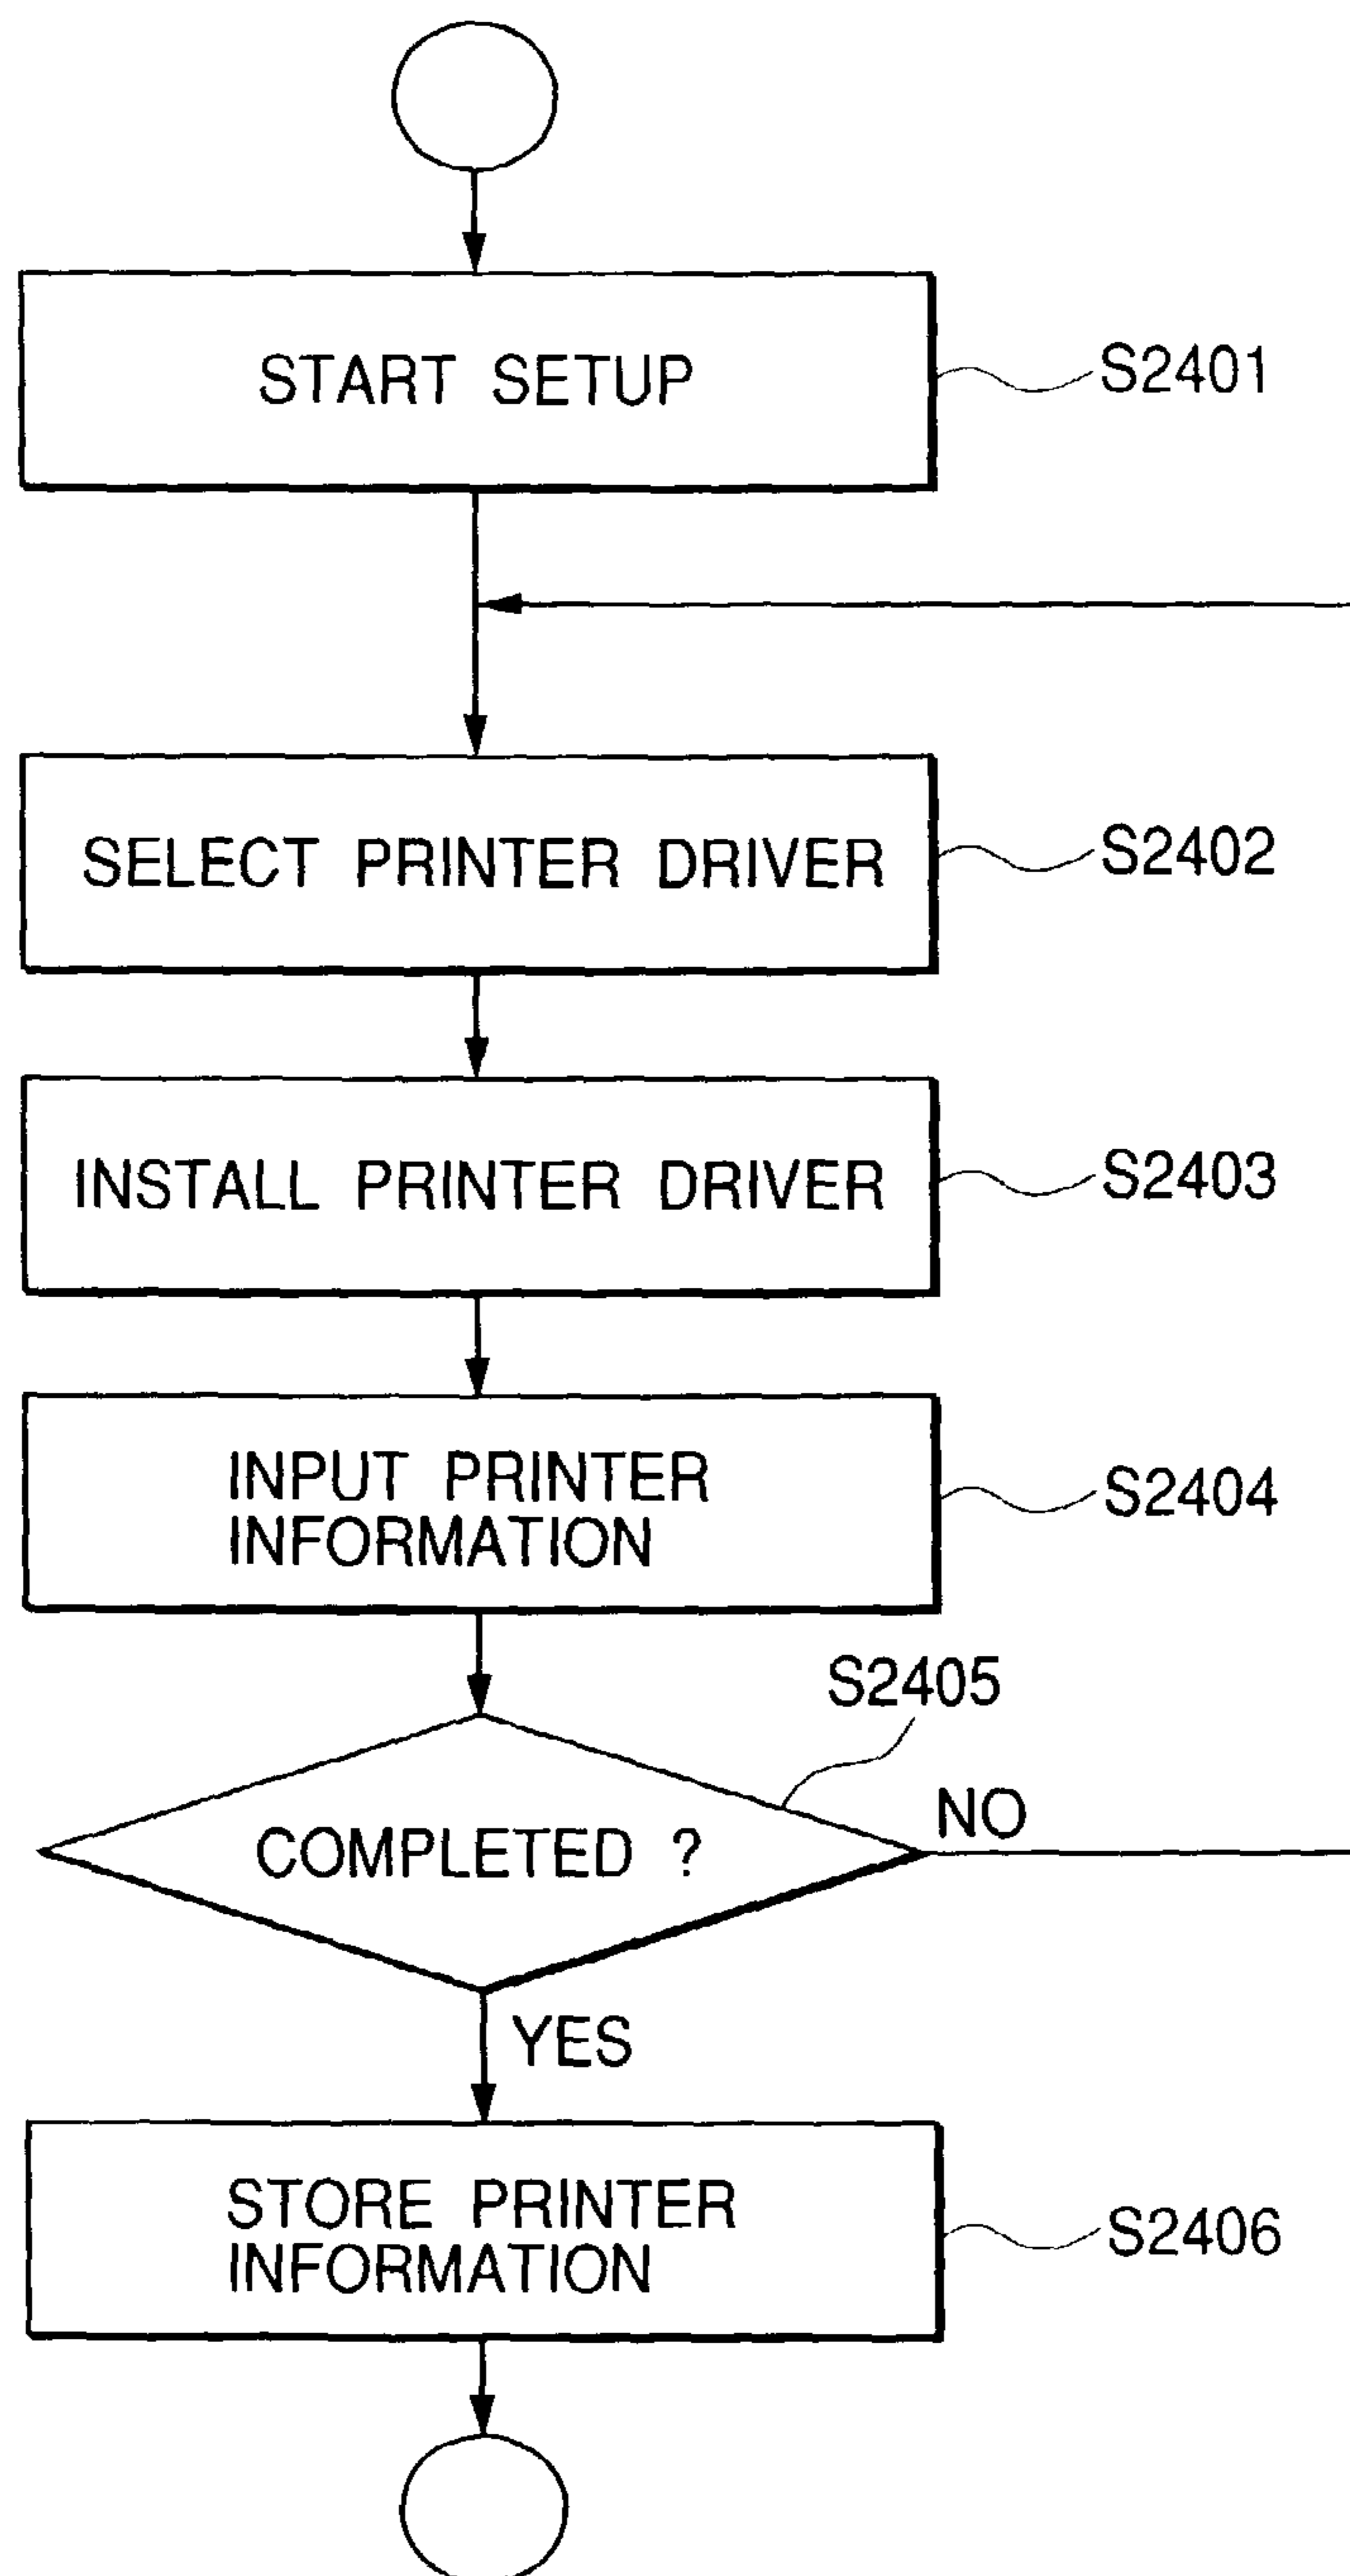 START SETUP
S2401
SELECT PRINTER DRIVER
S2402
INSTALL PRINTER DRIVER
S2403
INPUT PRINTER
INFORMATION
S2404
S2405
COMPLETED ?
NO
YES
STORE PRINTER
INFORMATION
S2406